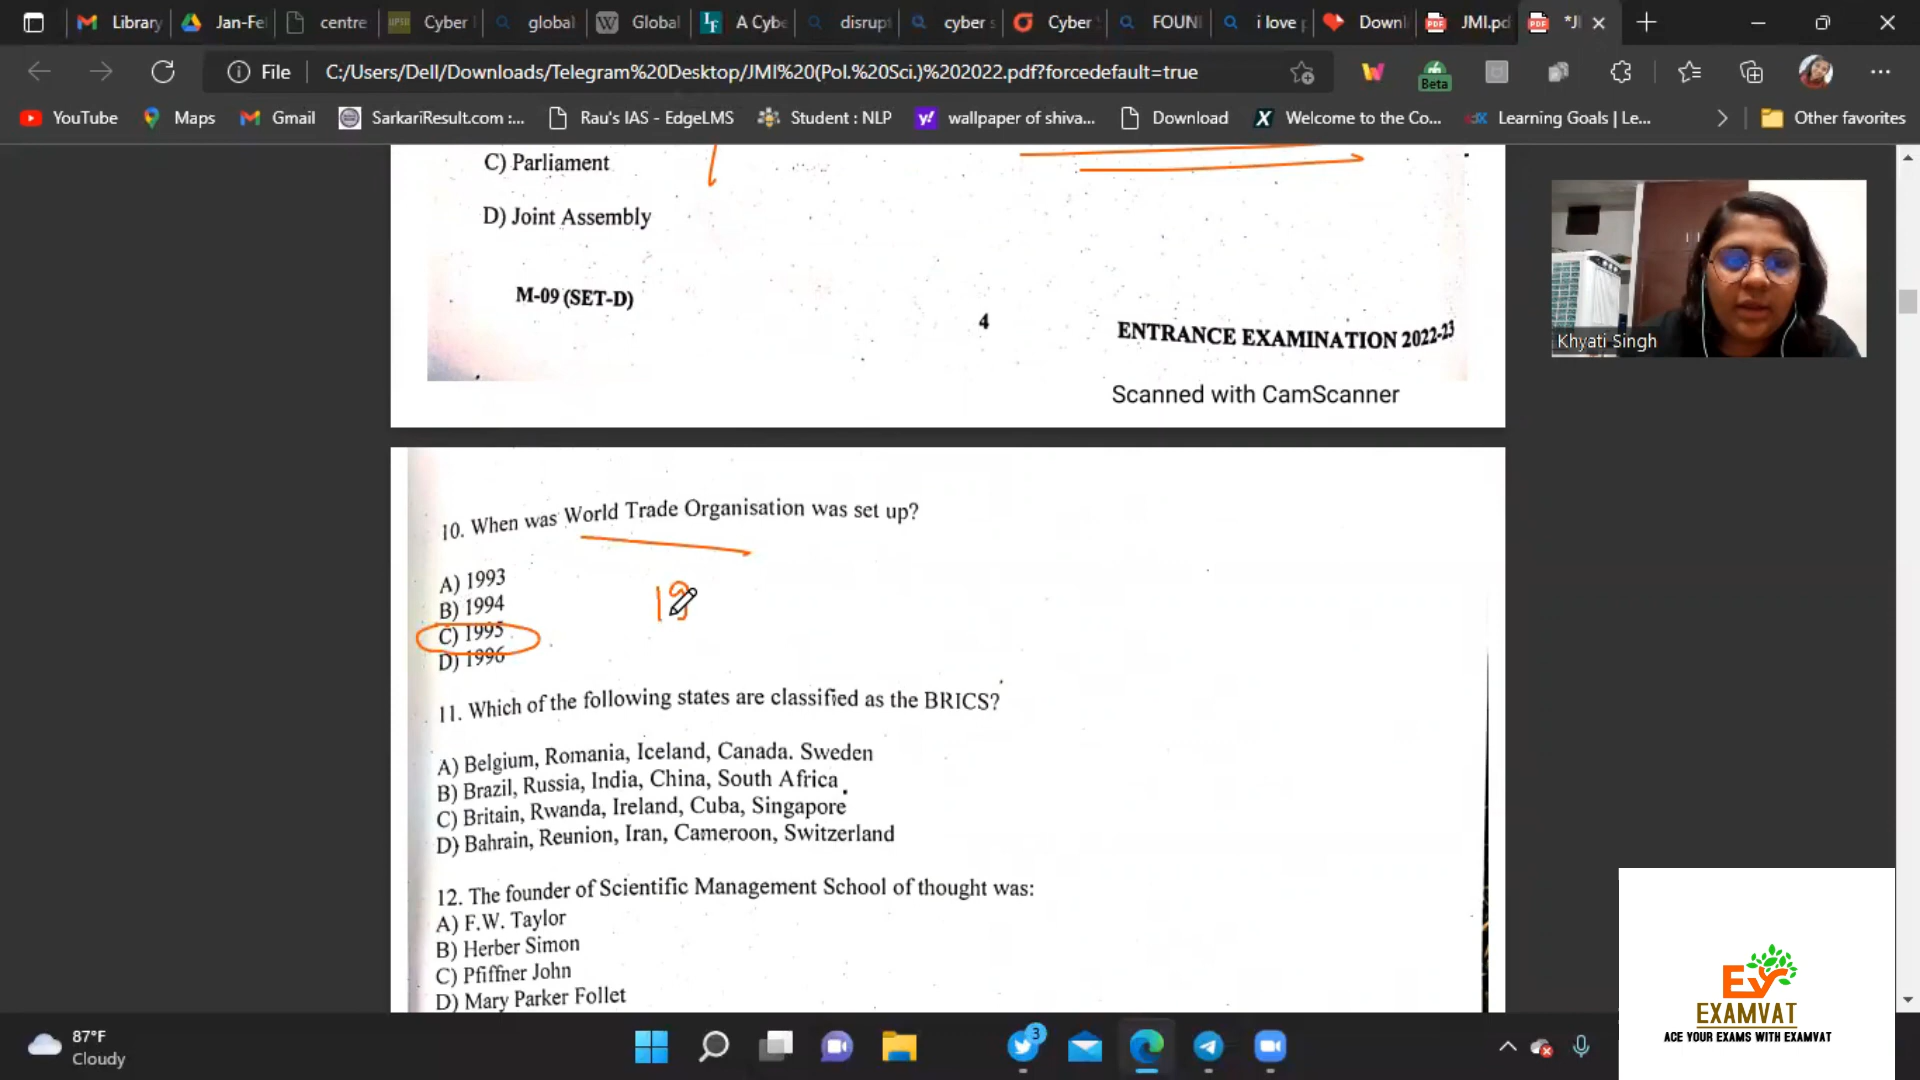 Library
Jan-Fe
centre
Cyber
global
Global
A Cybe
disrup
cyber s
Cyber
FOUN
i love p
Downl
JMI.pd
*JI
File
C:/Users/Dell/Downloads/Telegram%20Desktop/JMI%20(Pol.%20Sci.)%202022.pdf?forcedefault=true
Beta
YouTube
Maps
Gmail
SarkariResult.com :...
Rau's IAS - EdgeLMS
Student : NLP
wallpaper of shiva...
Download
Welcome to the Co...
Learning Goals | Le...
Other favorites
C) Parliament
D) Joint Assembly
M-09 (SET-D)
4
ENTRANCE EXAMINATION 2022-23
Scanned with CamScanner
Khyati Singh
10. When was World Trade Organisation was set up?
A) 1993
B) 1994
C) 1995
D) 1996
19
11. Which of the following states are classified as the BRICS?
A) Belgium, Romania, Iceland, Canada. Sweden
B) Brazil, Russia, India, China, South Africa
C) Britain, Rwanda, Ireland, Cuba, Singapore
D) Bahrain, Reunion, Iran, Cameroon, Switzerland
12. The founder of Scientific Management School of thought was:
A) F.W. Taylor
B) Herber Simon
C) Pfiffner John
D) Mary Parker Follet
EXAMVAT
ACE YOUR EXAMS WITH EXAMVAT
87°F
Cloudy
3